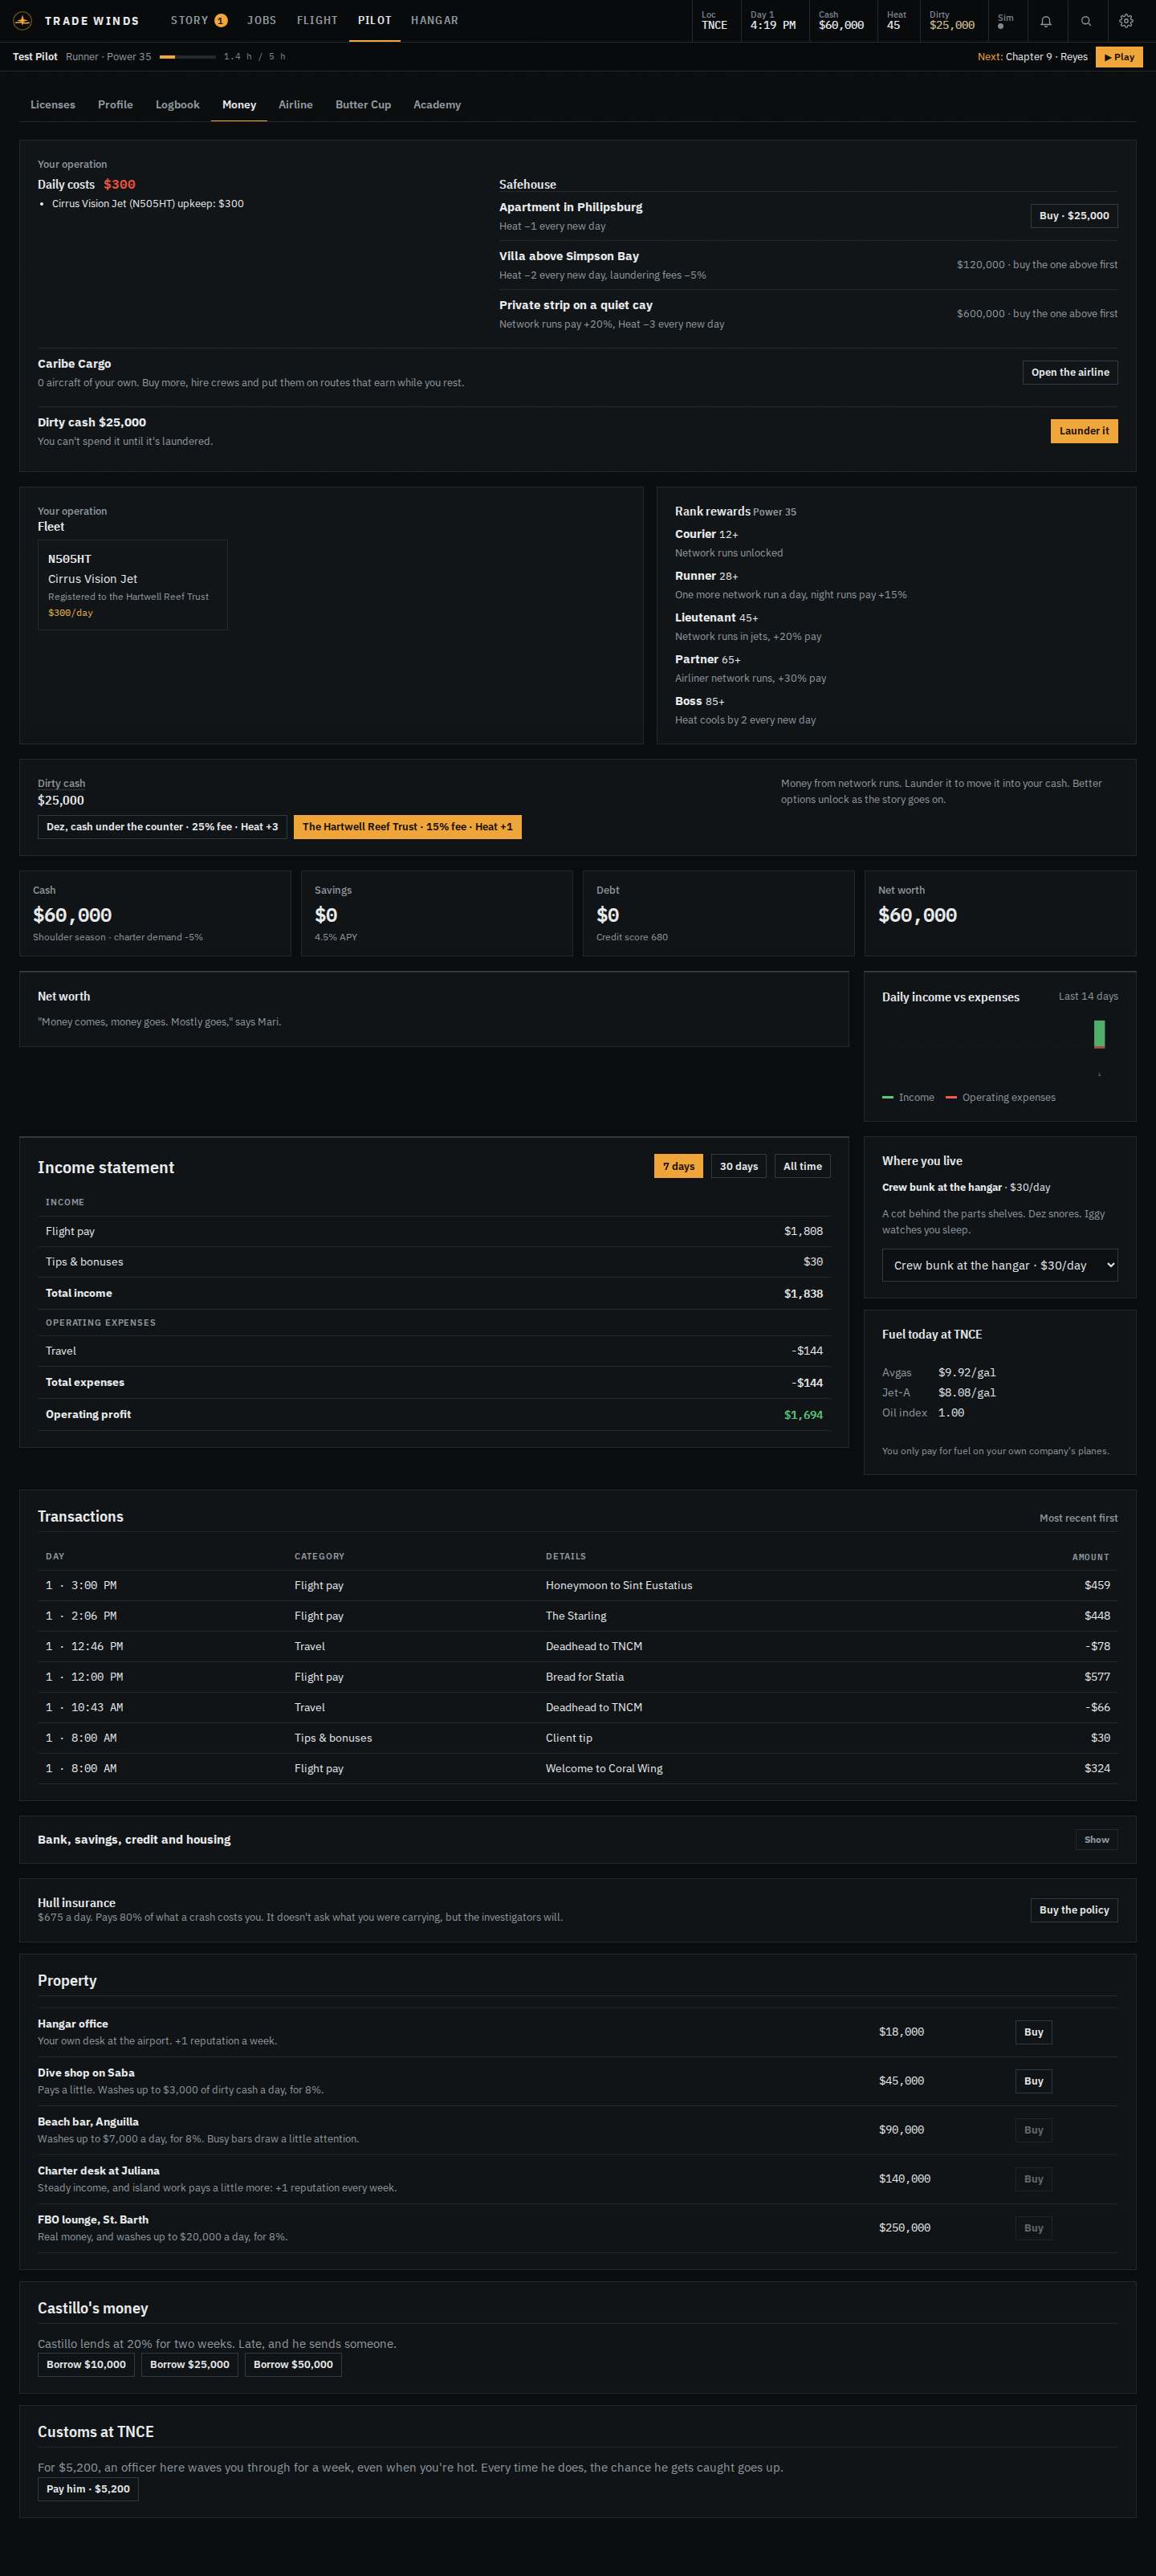 TRADE WINDS
STORY 1 JOBS FLIGHT PILOT HANGAR
Loc TNCE
Day 1 4:19 PM
Cash $60,000
Heat 45
Dirty $25,000
Sim
Test Pilot Runner · Power 35 1.4 h / 5 h
Next: Chapter 9 · Reyes ▶ Play
Licenses Profile Logbook Money Airline Butter Cup Academy
Your operation
Daily costs $300
• Cirrus Vision Jet (N505HT) upkeep: $300
Safehouse
Apartment in Philipsburg
Heat −1 every new day
Buy · $25,000
Villa above Simpson Bay
Heat −2 every new day, laundering fees −5%
$120,000 · buy the one above first
Private strip on a quiet cay
Network runs pay +20%, Heat −3 every new day
$600,000 · buy the one above first
Caribe Cargo
0 aircraft of your own. Buy more, hire crews and put them on routes that earn while you rest.
Open the airline
Dirty cash $25,000
You can't spend it until it's laundered.
Launder it
Your operation
Fleet
N505HT
Cirrus Vision Jet
Registered to the Hartwell Reef Trust
$300/day
Rank rewards Power 35
Courier 12+
Network runs unlocked
Runner 28+
One more network run a day, night runs pay +15%
Lieutenant 45+
Network runs in jets, +20% pay
Partner 65+
Airliner network runs, +30% pay
Boss 85+
Heat cools by 2 every new day
Dirty cash
$25,000
Dez, cash under the counter · 25% fee · Heat +3
The Hartwell Reef Trust · 15% fee · Heat +1
Money from network runs. Launder it to move it into your cash. Better
options unlock as the story goes on.
Cash
$60,000
Shoulder season · charter demand -5%
Savings
$0
4.5% APY
Debt
$0
Credit score 680
Net worth
$60,000
Net worth
"Money comes, money goes. Mostly goes," says Mari.
Daily income vs expenses Last 14 days
Income Operating expenses
Income statement 7 days 30 days All time
INCOME
Flight pay $1,808
Tips & bonuses $30
Total income $1,838
OPERATING EXPENSES
Travel -$144
Total expenses -$144
Operating profit $1,694
Where you live
Crew bunk at the hangar · $30/day
A cot behind the parts shelves. Dez snores. Iggy
watches you sleep.
Crew bunk at the hangar · $30/day
Fuel today at TNCE
Avgas $9.92/gal
Jet-A $8.08/gal
Oil index 1.00
You only pay for fuel on your own company's planes.
Transactions Most recent first
DAY CATEGORY DETAILS AMOUNT
1 · 3:00 PM Flight pay Honeymoon to Sint Eustatius $459
1 · 2:06 PM Flight pay The Starling $448
1 · 12:46 PM Travel Deadhead to TNCM -$78
1 · 12:00 PM Flight pay Bread for Statia $577
1 · 10:43 AM Travel Deadhead to TNCM -$66
1 · 8:00 AM Tips & bonuses Client tip $30
1 · 8:00 AM Flight pay Welcome to Coral Wing $324
Bank, savings, credit and housing Show
Hull insurance
$675 a day. Pays 80% of what a crash costs you. It doesn't ask what you were carrying, but the investigators will.
Buy the policy
Property
Hangar office
Your own desk at the airport. +1 reputation a week.
$18,000 Buy
Dive shop on Saba
Pays a little. Washes up to $3,000 of dirty cash a day, for 8%.
$45,000 Buy
Beach bar, Anguilla
Washes up to $7,000 a day, for 8%. Busy bars draw a little attention.
$90,000 Buy
Charter desk at Juliana
Steady income, and island work pays a little more: +1 reputation every week.
$140,000 Buy
FBO lounge, St. Barth
Real money, and washes up to $20,000 a day, for 8%.
$250,000 Buy
Castillo's money
Castillo lends at 20% for two weeks. Late, and he sends someone.
Borrow $10,000 Borrow $25,000 Borrow $50,000
Customs at TNCE
For $5,200, an officer here waves you through for a week, even when you're hot. Every time he does, the chance he gets caught goes up.
Pay him · $5,200